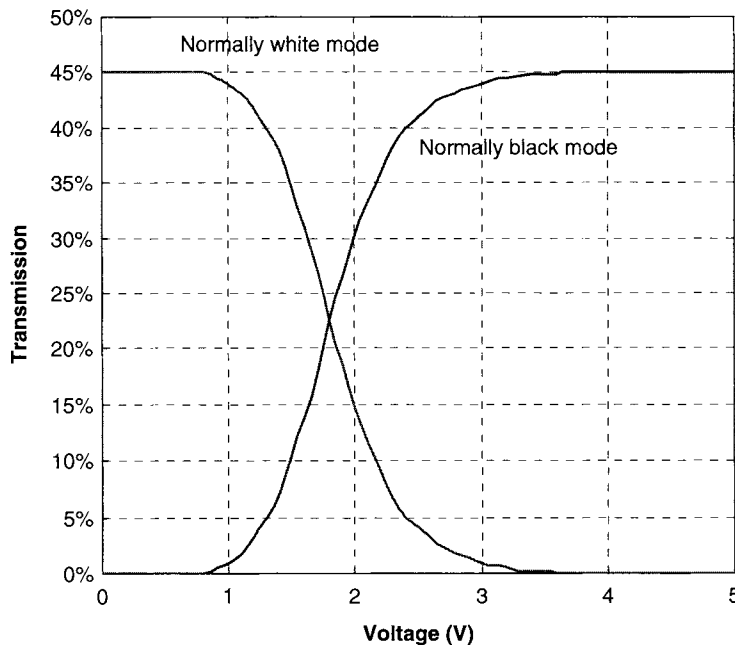 50%
Normally white mode
45%
40%
Normally black mode
35%
30%
25%
20%
15%
10%
5%
0%
Transmission
0 1 2 3 4 5
Voltage (V)